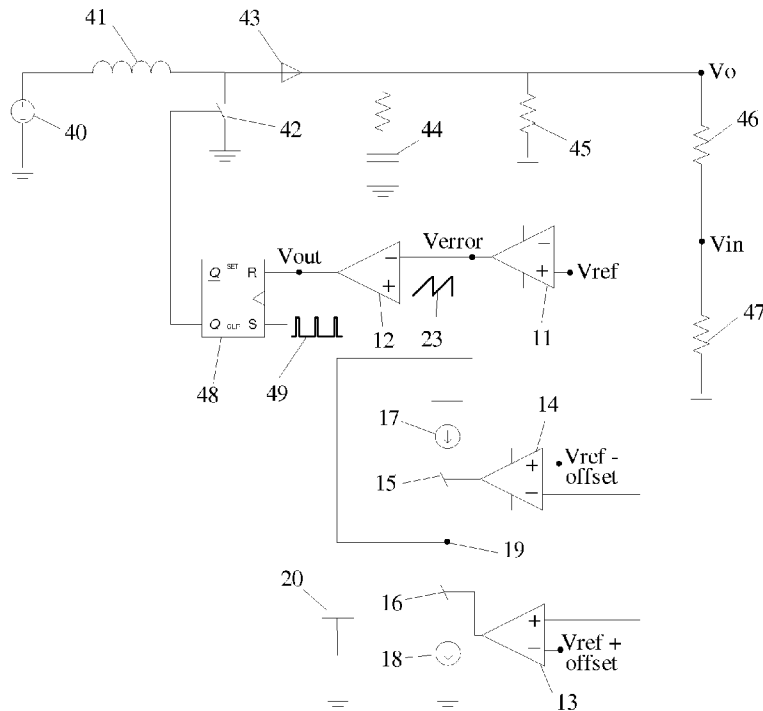 41
43
Vo
40
42
44
45
46
Vin
Vout
Verror
Vref
Q SET R
Q CLR S
12
23
11
47
48
49
17
14
Vref -
offset
15
19
20
16
18
Vref +
offset
13